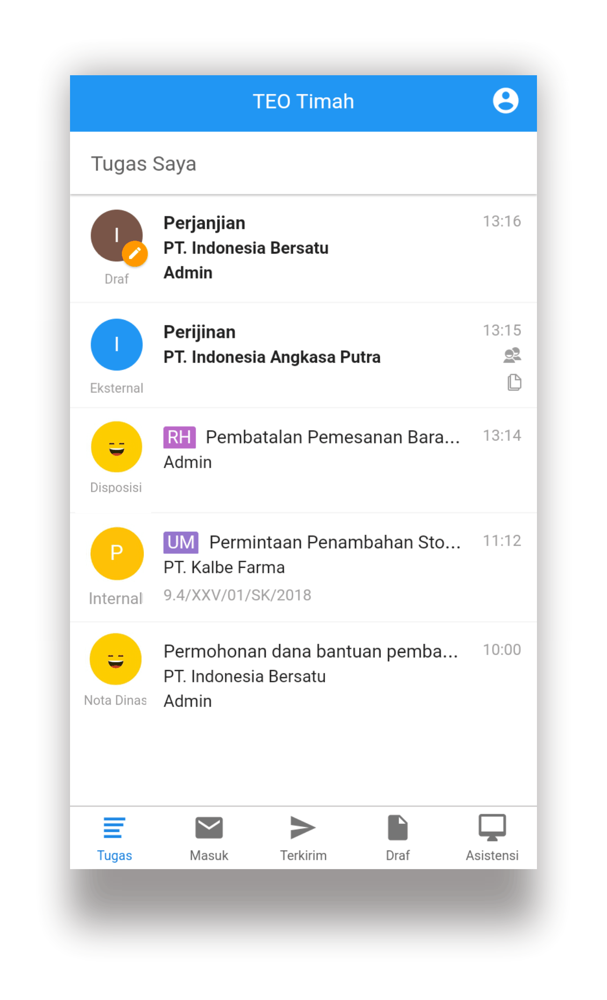 TEO Timah
Tugas Saya
I
Draf
Perjanjian
PT. Indonesia Bersatu
Admin
13:16
I
Eksternal
Perijinan
PT. Indonesia Angkasa Putra
13:15
Disposisi
RH Pembatalan Pemesanan Bara...
Admin
13:14
P
Internal
UM Permintaan Penambahan Sto...
PT. Kalbe Farma
9.4/XXV/01/SK/2018
11:12
Nota Dinas
Permohonan dana bantuan pemba...
PT. Indonesia Bersatu
Admin
10:00
Tugas
Masuk
Terkirim
Draf
Asistensi